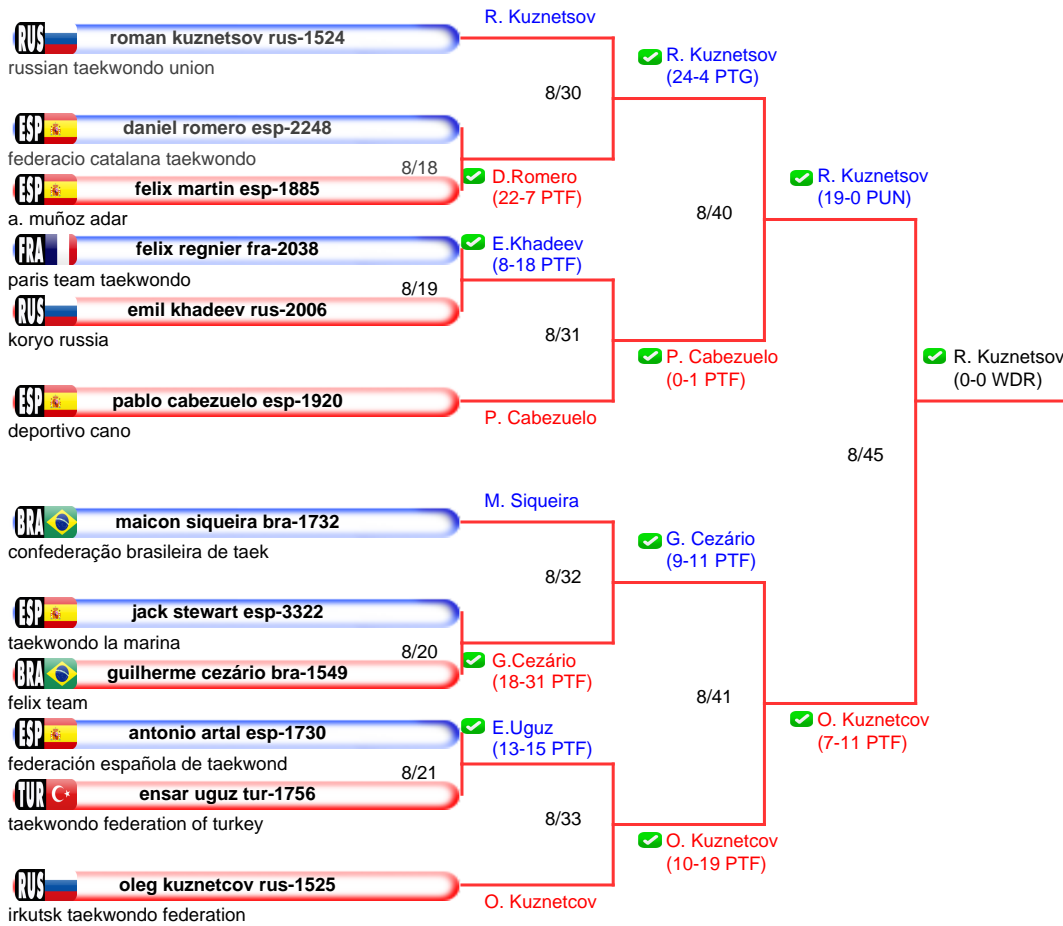 R. Kuznetsov
RUS roman kuznetsov rus-1524
russian taekwondo union
R. Kuznetsov
(24-4 PTG)
8/30
ESP daniel romero esp-2248
federacio catalana taekwondo
8/18
D.Romero
(22-7 PTF)
ESP felix martin esp-1885
a. muñoz adar
R. Kuznetsov
(19-0 PUN)
8/40
FRA felix regnier fra-2038
paris team taekwondo
E.Khadeev
(8-18 PTF)
8/19
RUS emil khadeev rus-2006
koryo russia
8/31
P. Cabezuelo
(0-1 PTF)
R. Kuznetsov
(0-0 WDR)
ESP pablo cabezuelo esp-1920
deportivo cano
P. Cabezuelo
8/45
M. Siqueira
BRA maicon siqueira bra-1732
confederação brasileira de taek
G. Cezário
(9-11 PTF)
8/32
ESP jack stewart esp-3322
taekwondo la marina
8/20
G.Cezário
(18-31 PTF)
BRA guilherme cezário bra-1549
felix team
8/41
O. Kuznetcov
(7-11 PTF)
ESP antonio artal esp-1730
federación española de taekwond
E.Uguz
(13-15 PTF)
8/21
TUR ensar uguz tur-1756
taekwondo federation of turkey
8/33
O. Kuznetcov
(10-19 PTF)
RUS oleg kuznetcov rus-1525
irkutsk taekwondo federation
O. Kuznetcov